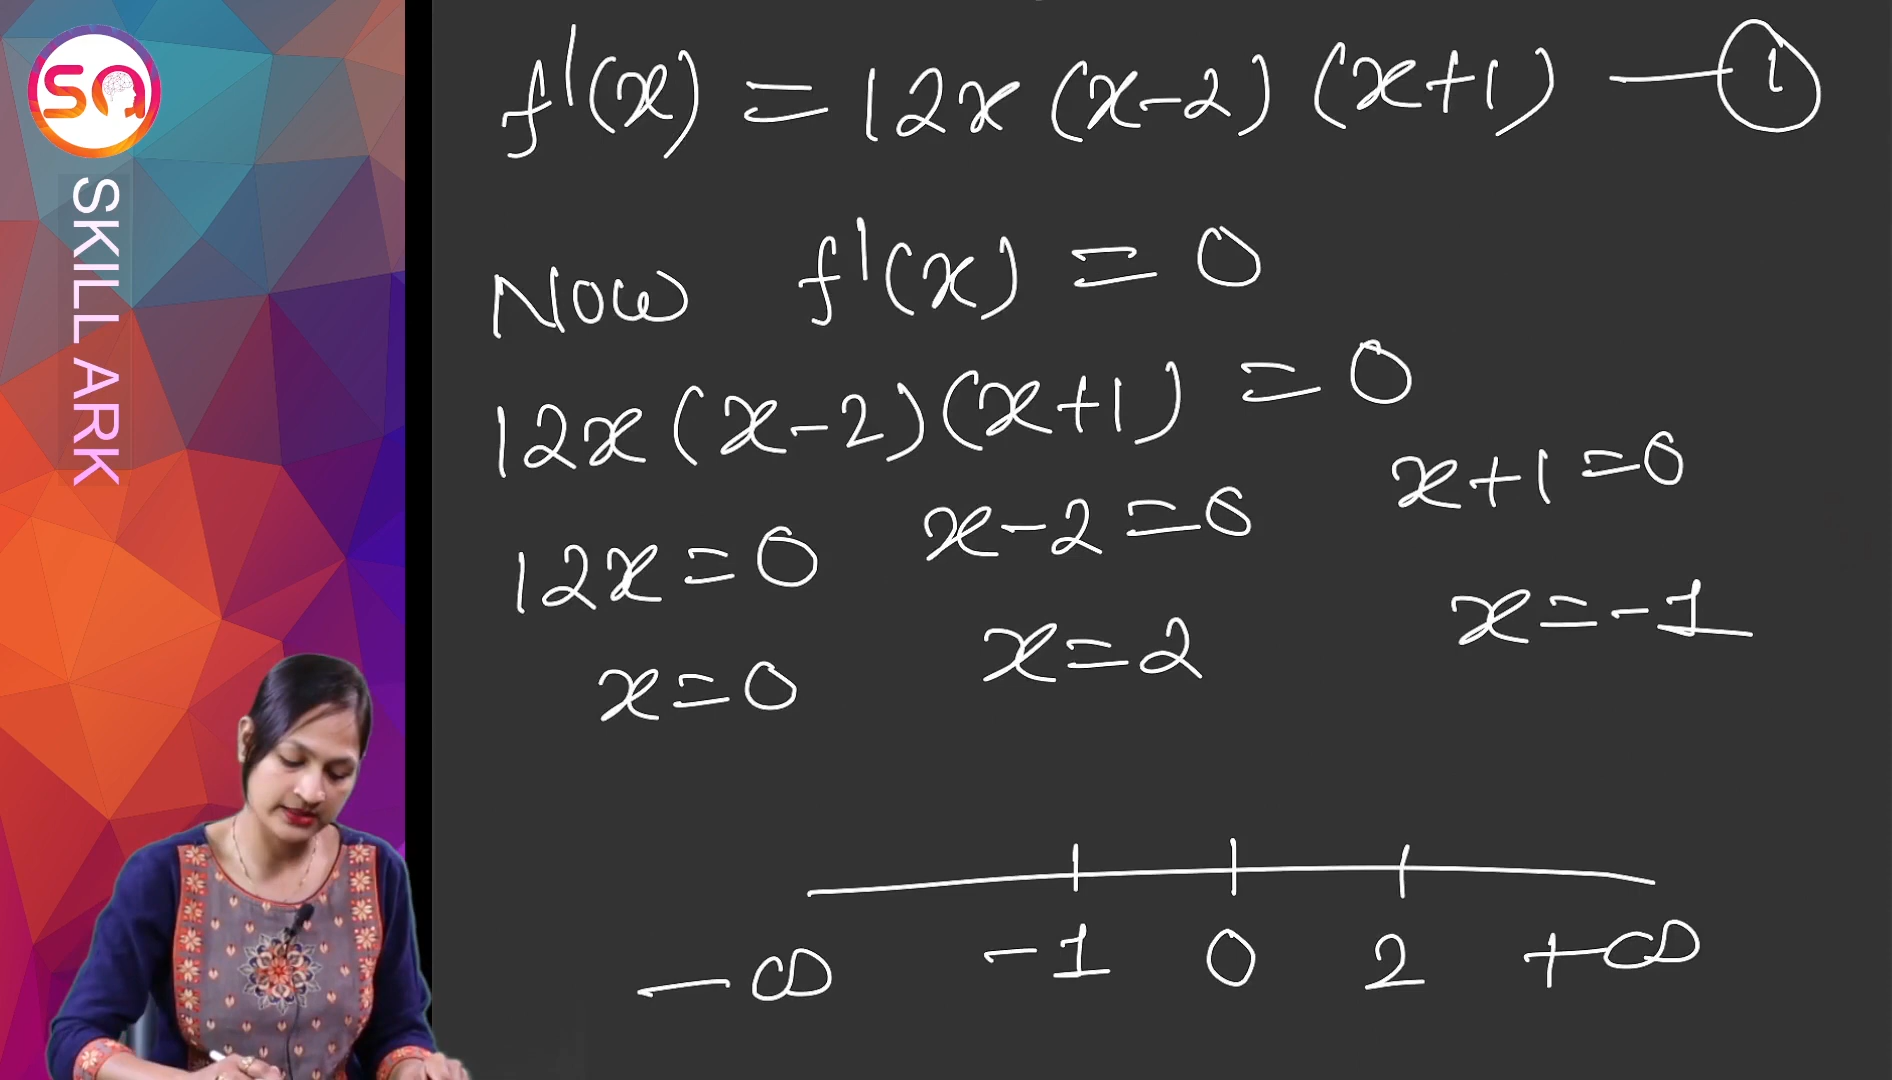 SKILL ARK
f'(x) = 12x (x-2) (x+1) — ①
Now f'(x) = 0
12x (x-2) (x+1) = 0
12x = 0 x-2 = 0 x+1 = 0
x = 0 x = 2 x = -1
-∞ -1 0 2 +∞